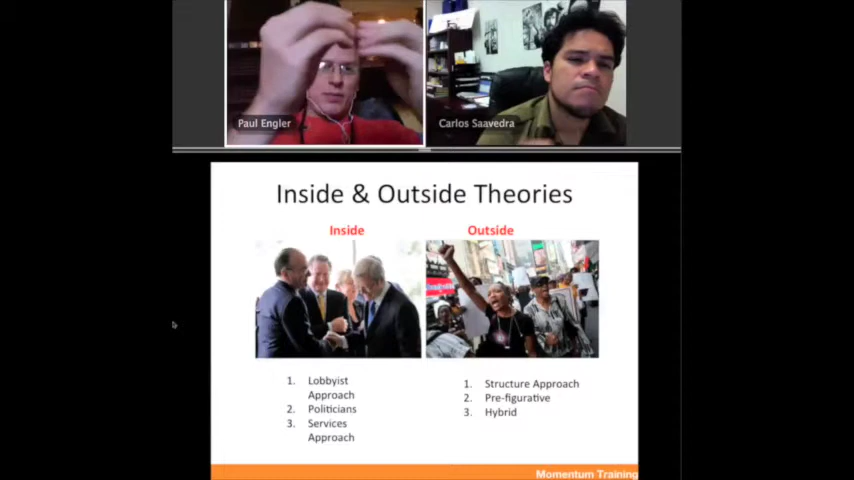 Paul Engler
Carlos Saavedra
Inside & Outside Theories
Inside
Outside
1. Lobbyist
Approach
2. Politicians
3. Services
Approach
1. Structure Approach
2. Pre-figurative
3. Hybrid
Momentum Training